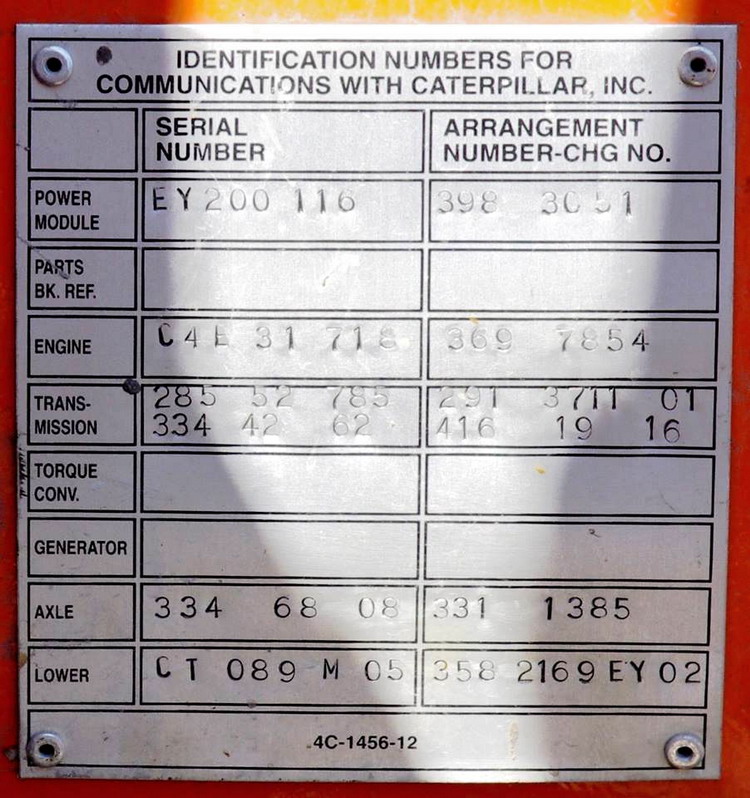 IDENTIFICATION NUMBERS FOR
COMMUNICATIONS WITH CATERPILLAR, INC.
SERIAL NUMBER ARRANGEMENT NUMBER-CHG NO.
POWER MODULE EY200 116 398 3051
PARTS BK. REF.
ENGINE C4E 31 718 369 7854
TRANS-MISSION 285 52 785 291 3711 01
334 42 62 416 19 16
TORQUE CONV.
GENERATOR
AXLE 334 68 08 331 1385
LOWER CT 089 M 05 358 2169 EY 02
4C-1456-12